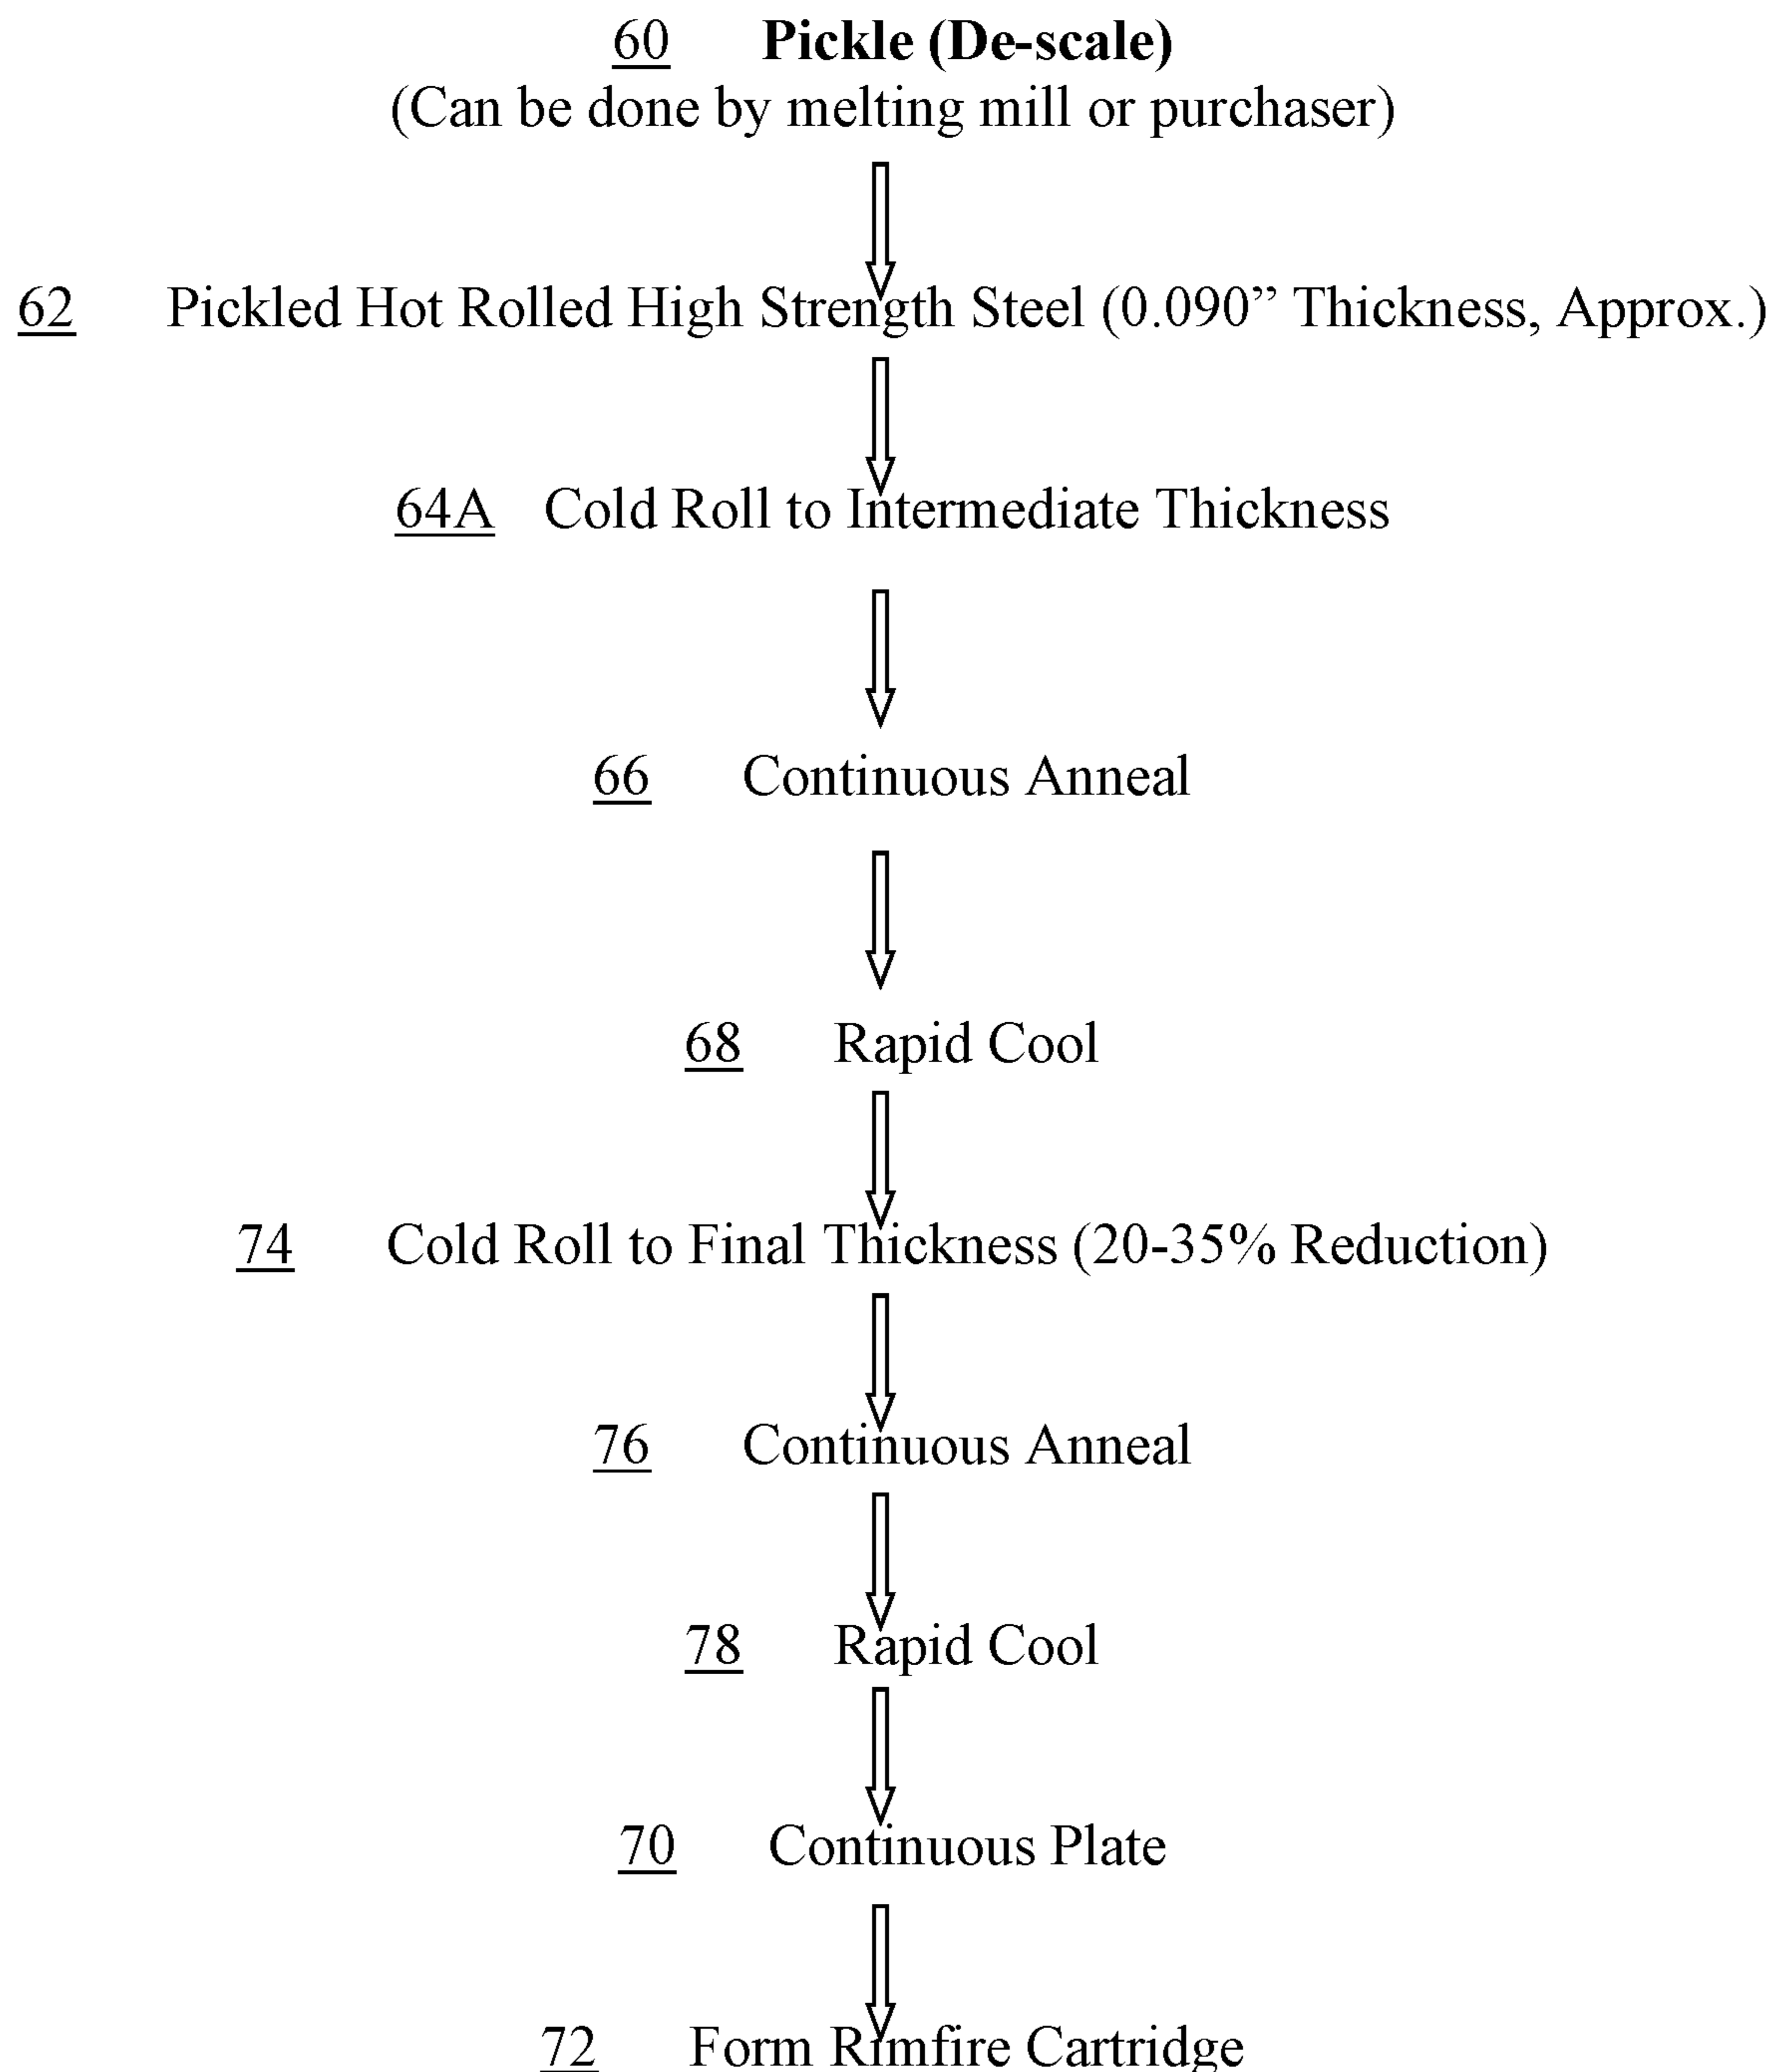 60 Pickle (De-scale)
(Can be done by melting mill or purchaser)
62 Pickled Hot Rolled High Strength Steel (0.090” Thickness, Approx.)
64A Cold Roll to Intermediate Thickness
66 Continuous Anneal
68 Rapid Cool
74 Cold Roll to Final Thickness (20-35% Reduction)
76 Continuous Anneal
78 Rapid Cool
70 Continuous Plate
72 Form Rimfire Cartridge